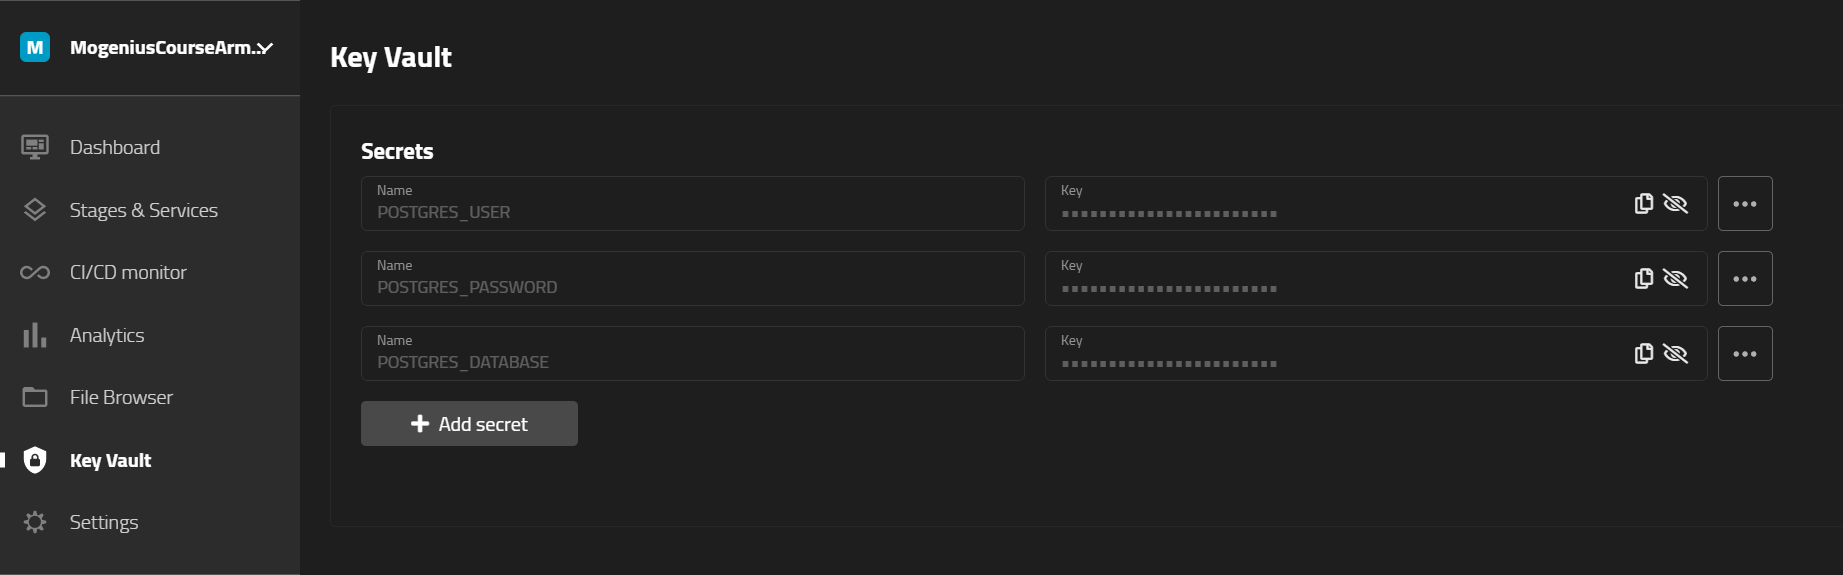 M MogeniusCourseArm...
Dashboard
Stages & Services
CI/CD monitor
Analytics
File Browser
Key Vault
Settings
Key Vault
Secrets
Name
POSTGRES_USER
Key
Name
POSTGRES_PASSWORD
Key
Name
POSTGRES_DATABASE
Key
Add secret